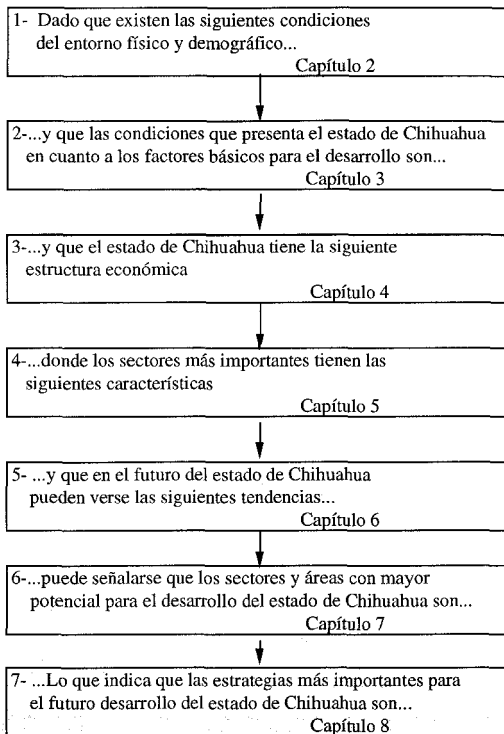 1- Dado que existen las siguientes condiciones
del entorno físico y demográfico...
Capítulo 2
2-...y que las condiciones que presenta el estado de Chihuahua
en cuanto a los factores básicos para el desarrollo son...
Capítulo 3
3-...y que el estado de Chihuahua tiene la siguiente
estructura económica
Capítulo 4
4-...donde los sectores más importantes tienen las
siguientes características
Capítulo 5
5- ...y que en el futuro del estado de Chihuahua
pueden verse las siguientes tendencias...
Capítulo 6
6-...puede señalarse que los sectores y áreas con mayor
potencial para el desarrollo del estado de Chihuahua son...
Capítulo 7
7- ...Lo que indica que las estrategias más importantes para
el futuro desarrollo del estado de Chihuahua son...
Capítulo 8